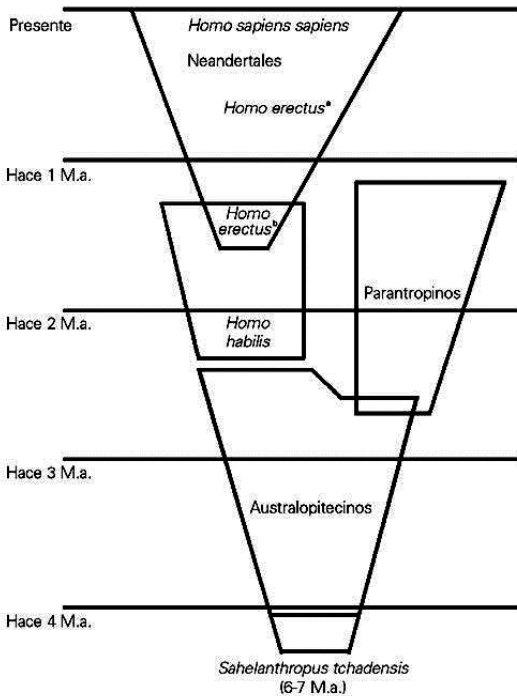 Presente
Homo sapiens sapiens
Neandertales
Homo erectusª
Hace 1 M.a.
Homo
erectusᵇ
Parantropinos
Hace 2 M.a.
Homo
habilis
Hace 3 M.a.
Australopitecinos
Hace 4 M.a.
Sahelanthropus tchadensis
(6-7 M.a.)